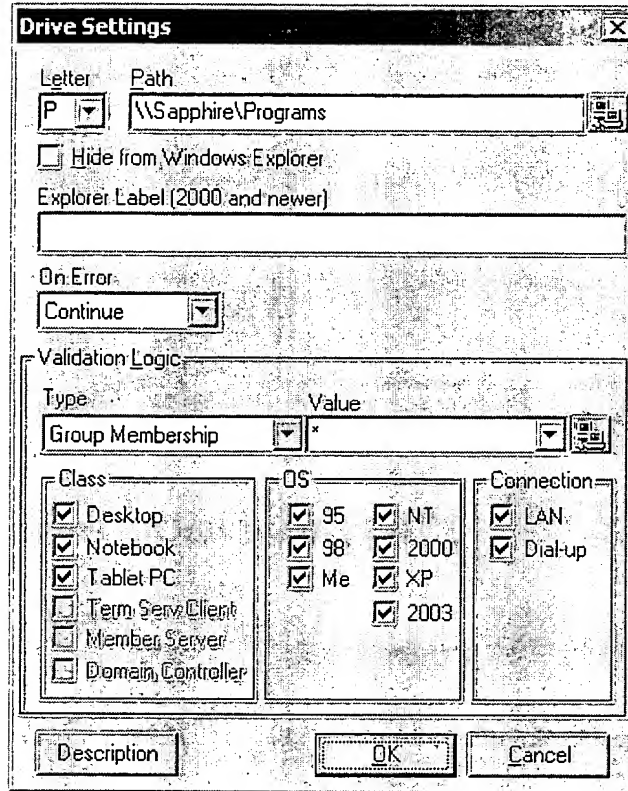 Drive Settings
Letter Path
P \\Sapphire\Programs
Hide from Windows Explorer
Explorer Label (2000 and newer)
On Error
Continue
Validation Logic
Type Value
Group Membership *
Class OS Connection
Desktop 95 NT LAN
Notebook 98 2000 Dial-up
Tablet PC Me XP
Term Serv Client 2003
Member Server
Domain Controller
Description OK Cancel